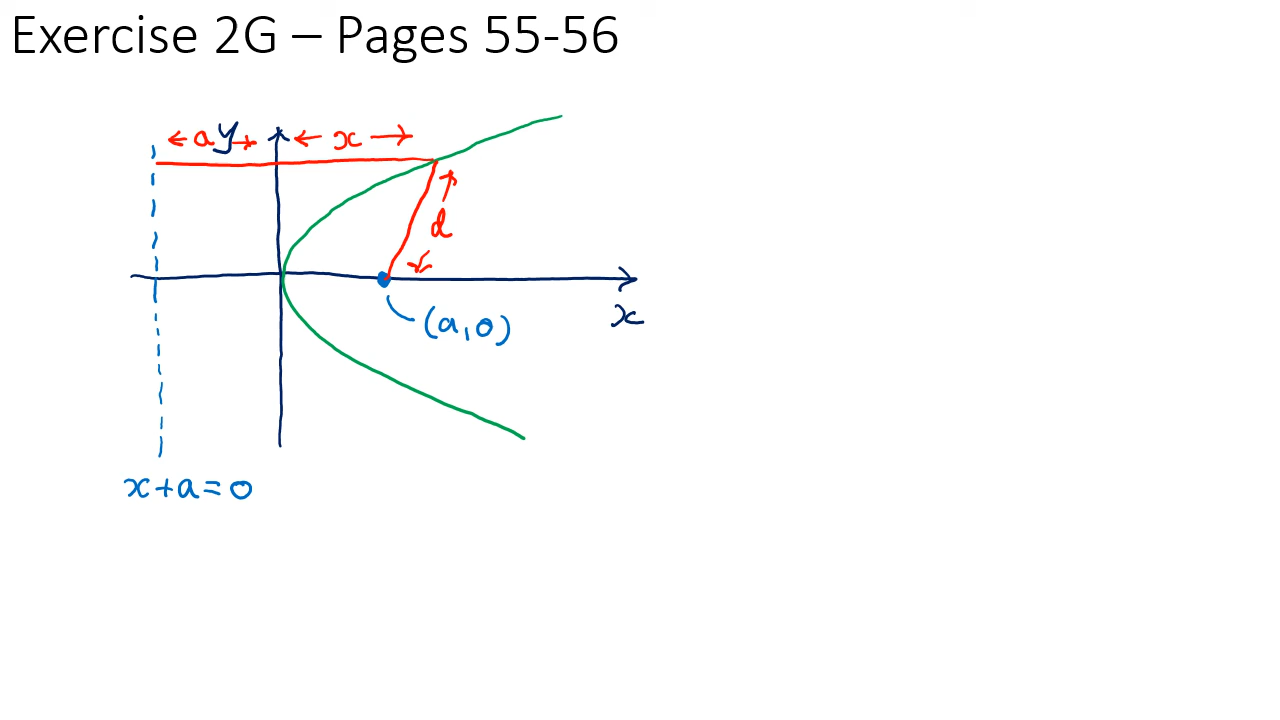 Exercise 2G – Pages 55-56
← a → y ← x →
d
(a,0)
x
x+a=0